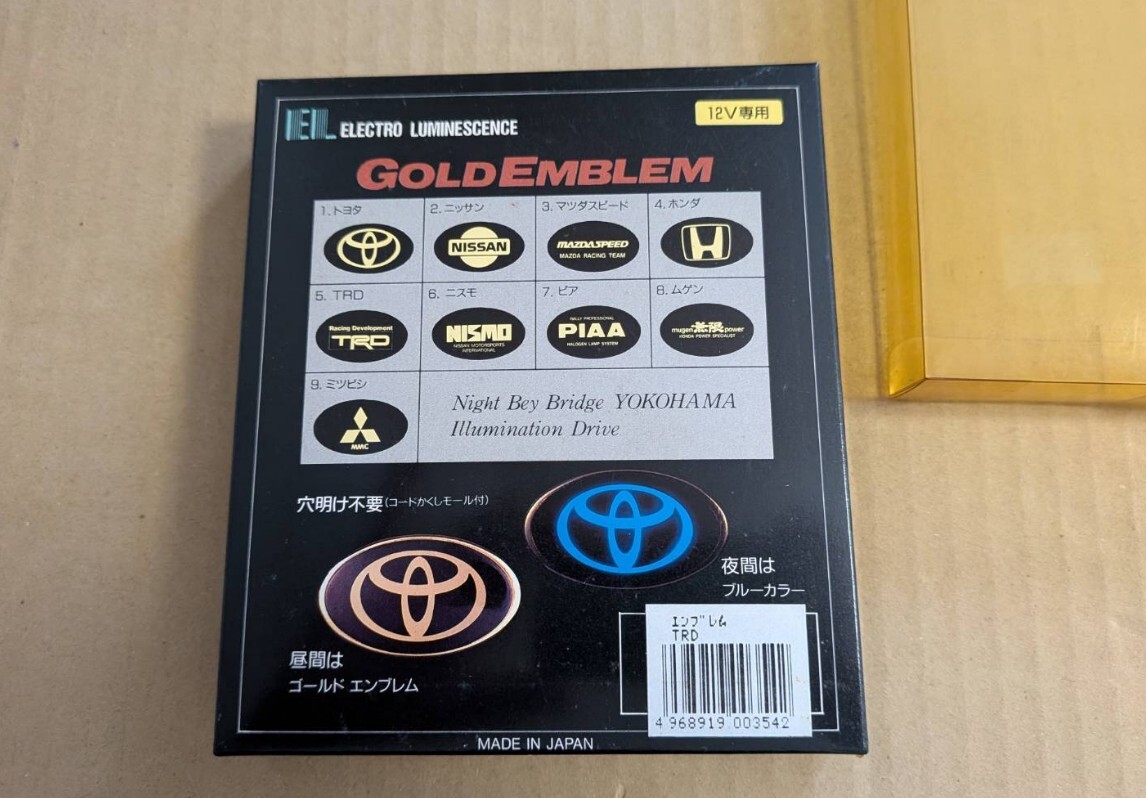 EL ELECTRO LUMINESCENCE
12V専用
GOLD EMBLEM
1.トヨタ
2.ニッサン
NISSAN
3.マツダスピード
MAZDASPEED
MAZDA RACING TEAM
4.ホンダ
5.TRD
Racing Development
TRD
6.ニスモ
NISMO
NISSAN MOTORSPORTS
INTERNATIONAL
7.ピア
PIAA
HALOGEN LAMP SYSTEM
8.ムゲン
mugen 無限 power
HONDA POWER SPECIALIST
9.ミツビシ
MMC
Night Bey Bridge YOKOHAMA
Illumination Drive
穴明け不要(コードかくしモール付)
夜間は
ブルーカラー
昼間は
ゴールド エンブレム
エンブレム
TRD
4 968919 003542
MADE IN JAPAN